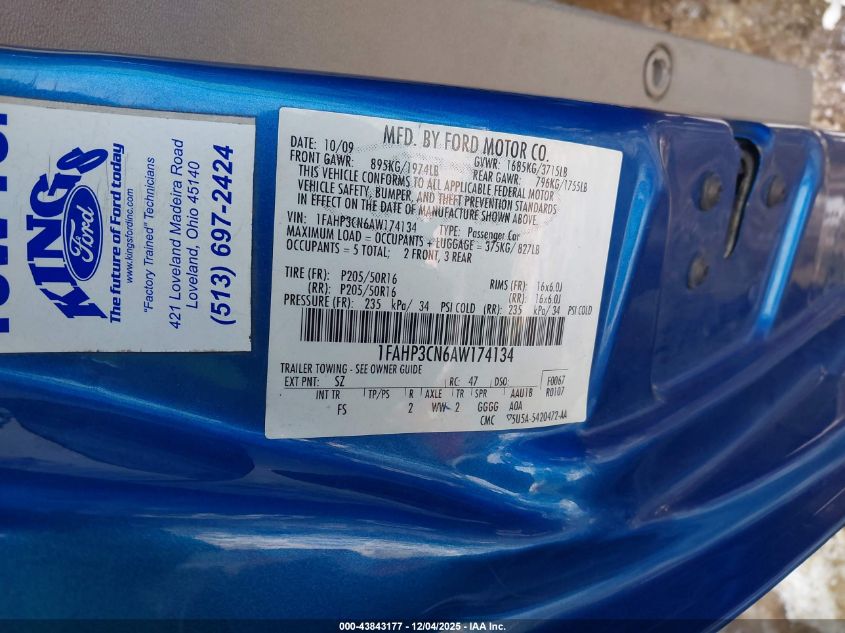 KING'S
Ford
The future of Ford today
www.kingsfordinc.com
"Factory Trained" Technicians
421 Loveland Madeira Road
Loveland, Ohio 45140
(513) 697-2424
MFD. BY FORD MOTOR CO.
DATE: 10/09 GVWR: 1685KG/3715LB
FRONT GAWR: 895KG/1974LB REAR GAWR: 796KG/1755LB
THIS VEHICLE CONFORMS TO ALL APPLICABLE FEDERAL MOTOR
VEHICLE SAFETY, BUMPER, AND THEFT PREVENTION STANDARDS
IN EFFECT ON THE DATE OF MANUFACTURE SHOWN ABOVE.
VIN: 1FAHP3CN6AW174134 TYPE: Passenger Car
MAXIMUM LOAD = OCCUPANTS + LUGGAGE = 375KG/ 827LB
OCCUPANTS = 5 TOTAL; 2 FRONT, 3 REAR
TIRE (FR): P205/50R16 RIMS (FR): 16x6.0J
(RR): P205/50R16 (RR): 16x6.0J
PRESSURE (FR): 235 kPa/ 34 PSI COLD (RR): 235 kPa/ 34 PSI COLD
1FAHP3CN6AW174134
TRAILER TOWING - SEE OWNER GUIDE
EXT PNT: SZ RC: 47 DSO: F0067
INT TR TP/PS R AXLE TR SPR AAU1B R0107
FS 2 WW 2 GGGG A0A
CMC 5U5A-5420472-AA
000-43843177 - 12/04/2025 - IAA Inc.